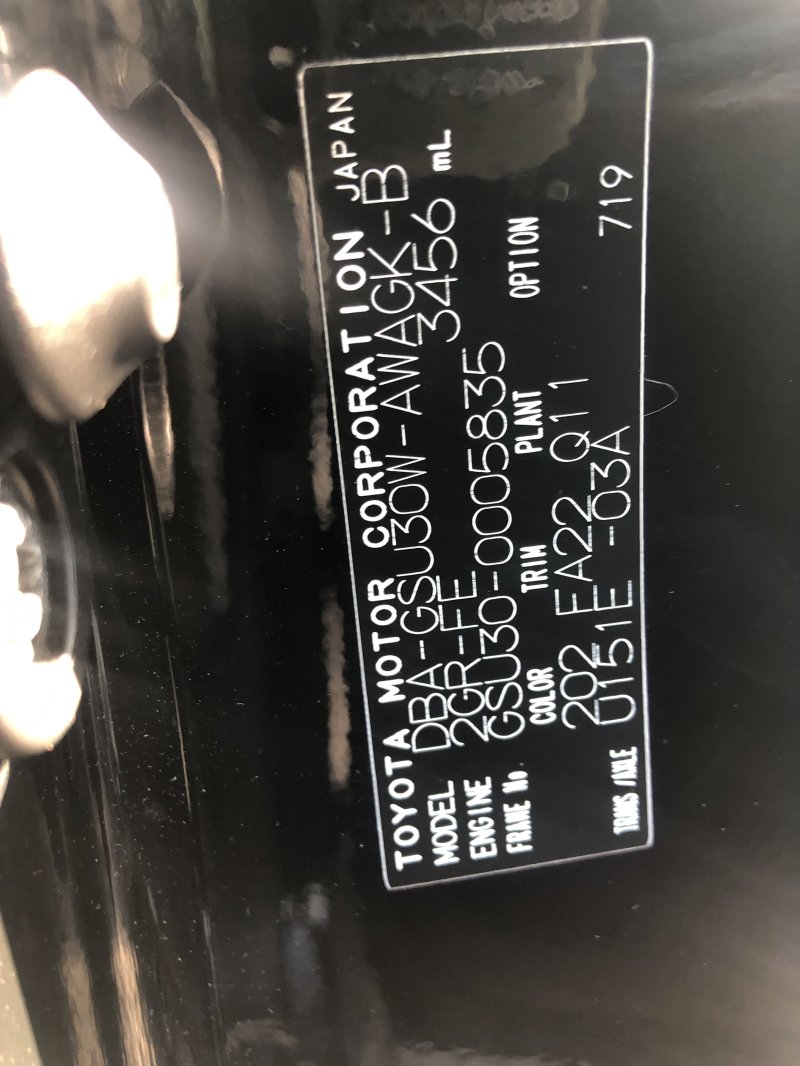 TOYOTA MOTOR CORPORATION JAPAN
MODEL DBA-GSU30W-AWAGK-B
ENGINE 2GR-FE 3456 mL
FRAME No GSU30-0005835
COLOR TRIM PLANT OPTION
202 FA22 Q11
TRANS/AXLE U151E -03A 719